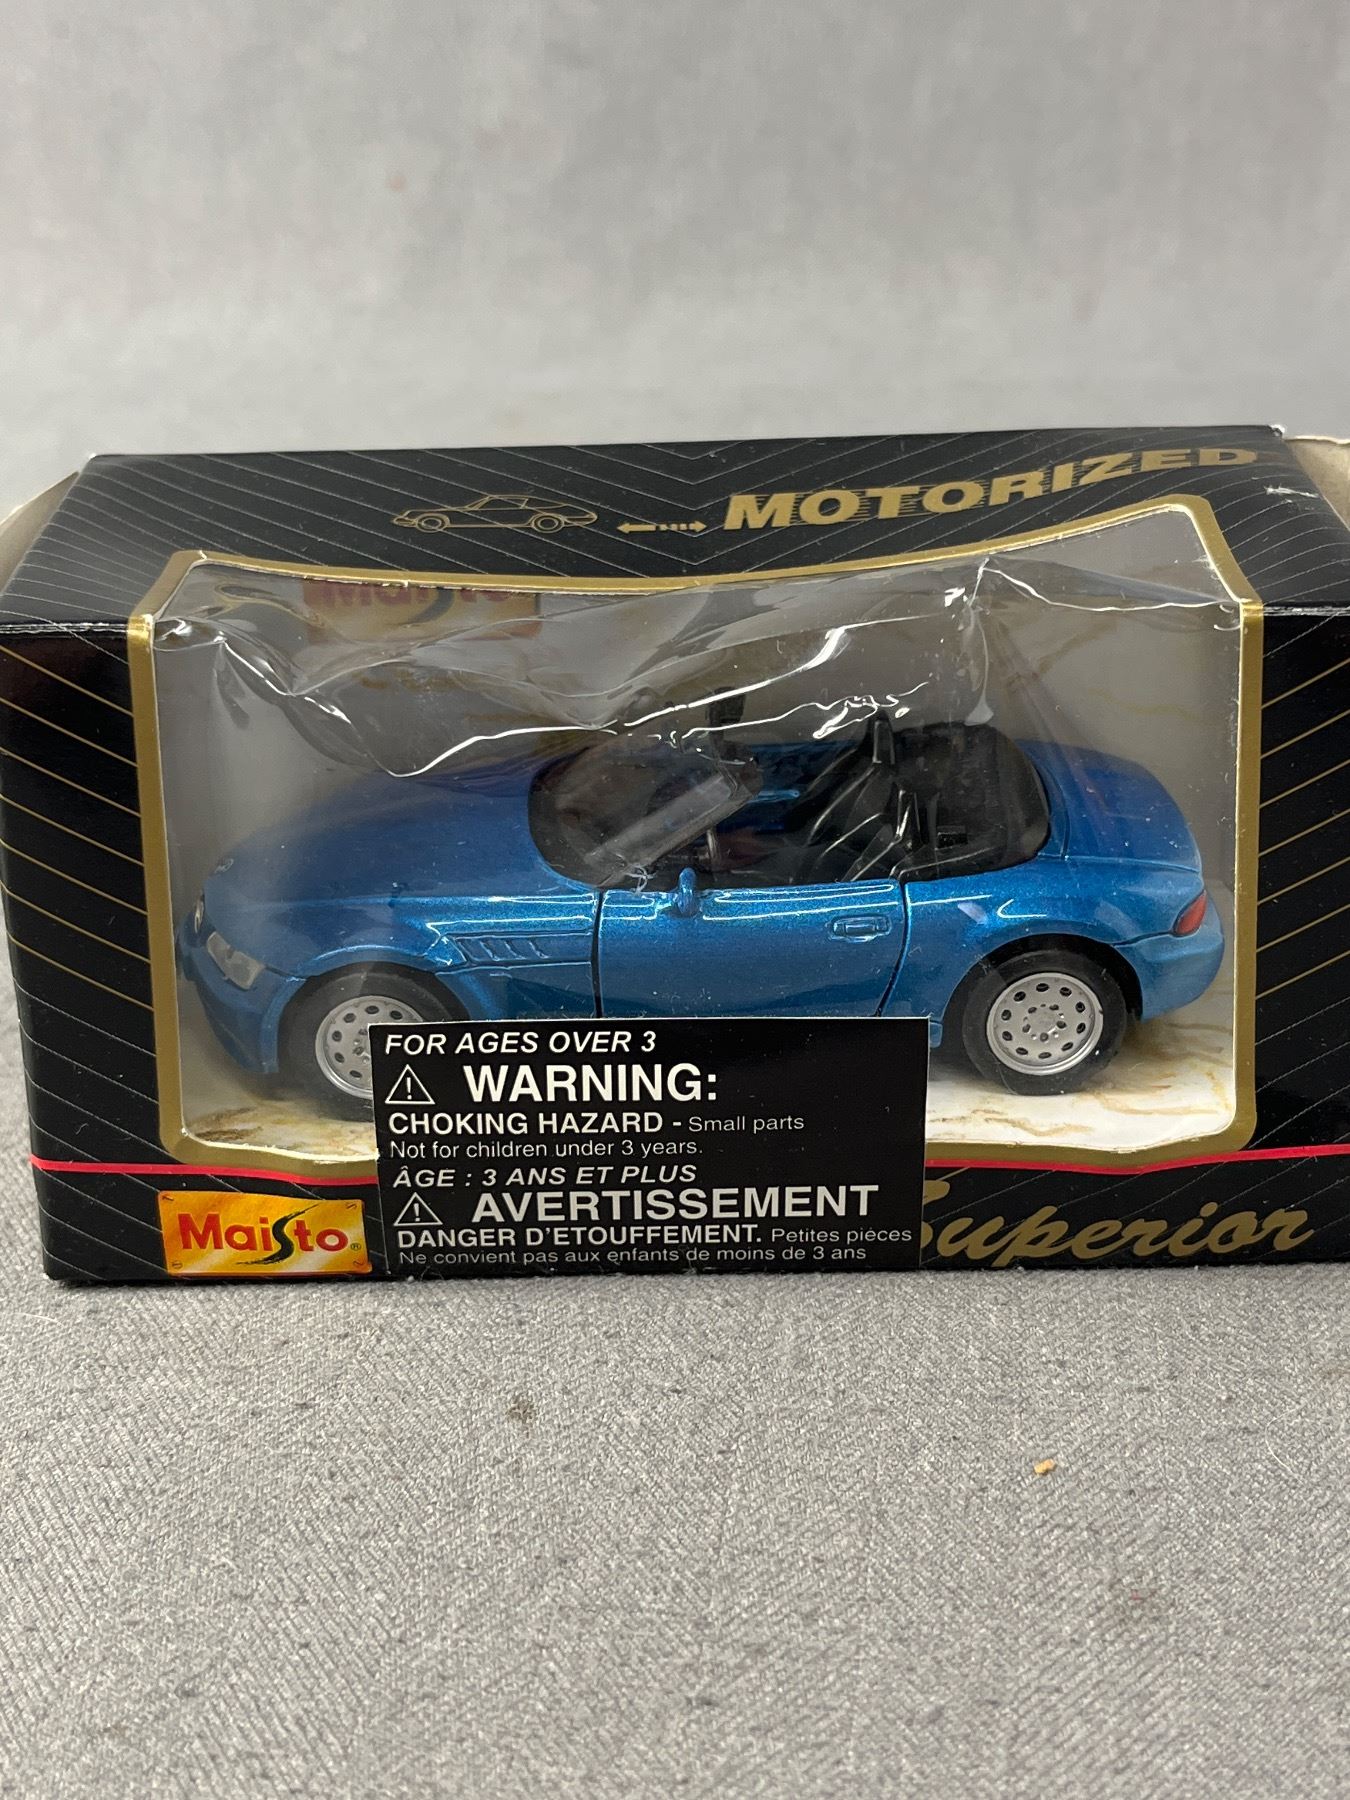 MOTORIZED
Maisto
FOR AGES OVER 3
WARNING:
CHOKING HAZARD - Small parts
Not for children under 3 years.
ÂGE : 3 ANS ET PLUS
AVERTISSEMENT
DANGER D'ETOUFFEMENT. Petites pièces
Ne convient pas aux enfants de moins de 3 ans
Maisto®
Superior